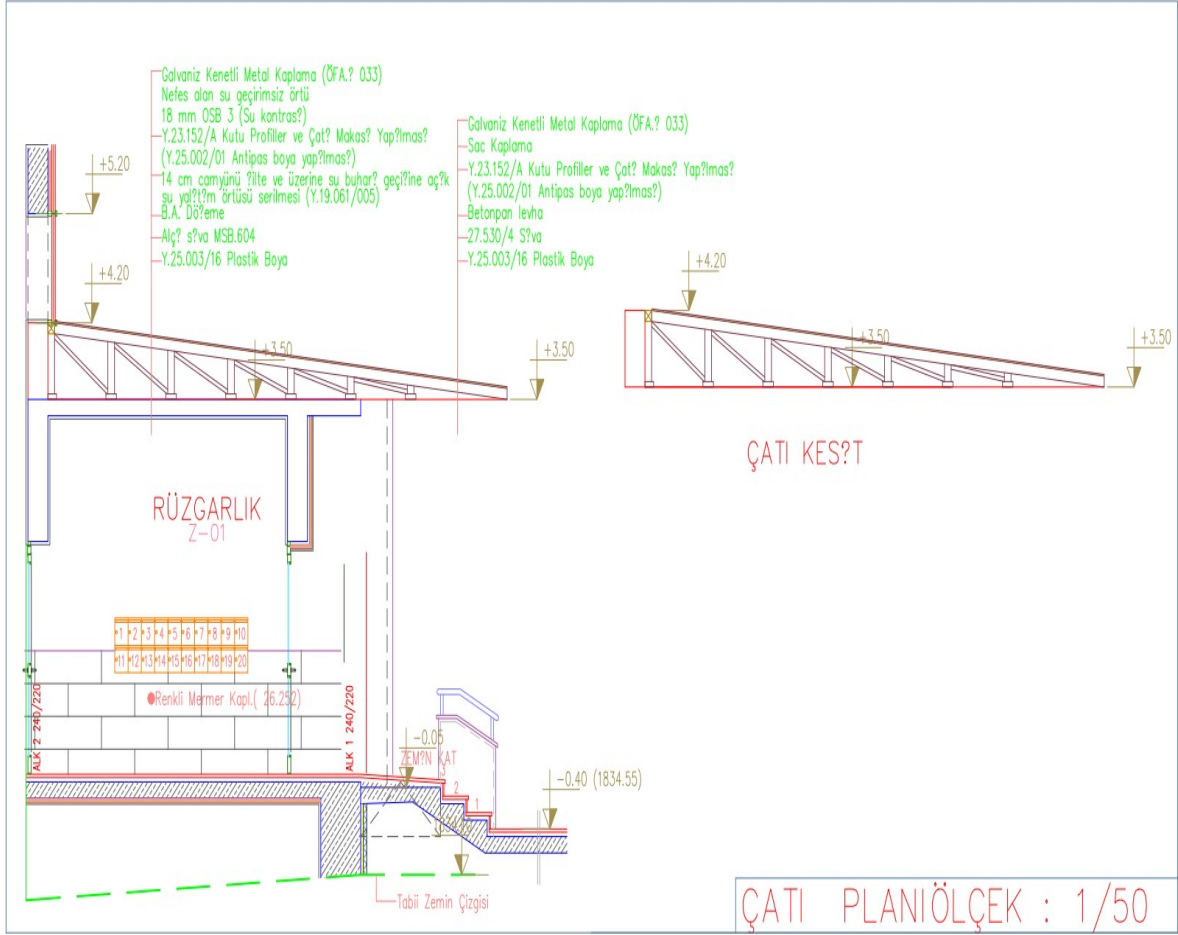 Galvaniz Kenetli Metal Kaplama (ÖFA.? 033)
Nefes alan su geçirimsiz örtü
18 mm OSB 3 (Su kontras?)
Y.23.152/A Kutu Profiller ve Çat? Makas? Yap?lmas?
(Y.25.002/01 Antipas boya yap?lmas?)
14 cm camyünü ?ilte ve üzerine su buhar? geçi?ine aç?k
su yal?t?m örtüsü serilmesi (Y.19.061/005)
B.A. Dö?eme
Alç? s?va MSB.604
Y.25.003/16 Plastik Boya
Galvaniz Kenetli Metal Kaplama (ÖFA.? 033)
Sac Kaplama
Y.23.152/A Kutu Profiller ve Çat? Makas? Yap?lmas?
(Y.25.002/01 Antipas boya yap?lmas?)
Betonpan levha
27.530/4 S?va
Y.25.003/16 Plastik Boya
+5.20
+4.20
+3.50
+3.50
+4.20
+3.50
+3.50
ÇATI KES?T
RÜZGARLIK
Z-01
1 2 3 4 5 6 7 8 9 10
11 12 13 14 15 16 17 18 19 20
Renkli Mermer Kapl.( 26.252)
ALK 2 240/220
ALK 1 240/220
-0.05
ZEM?N KAT
3
2
1
-0.40 (1834.55)
Tabii Zemin Çizgisi
ÇATI PLANIÖLÇEK : 1/50